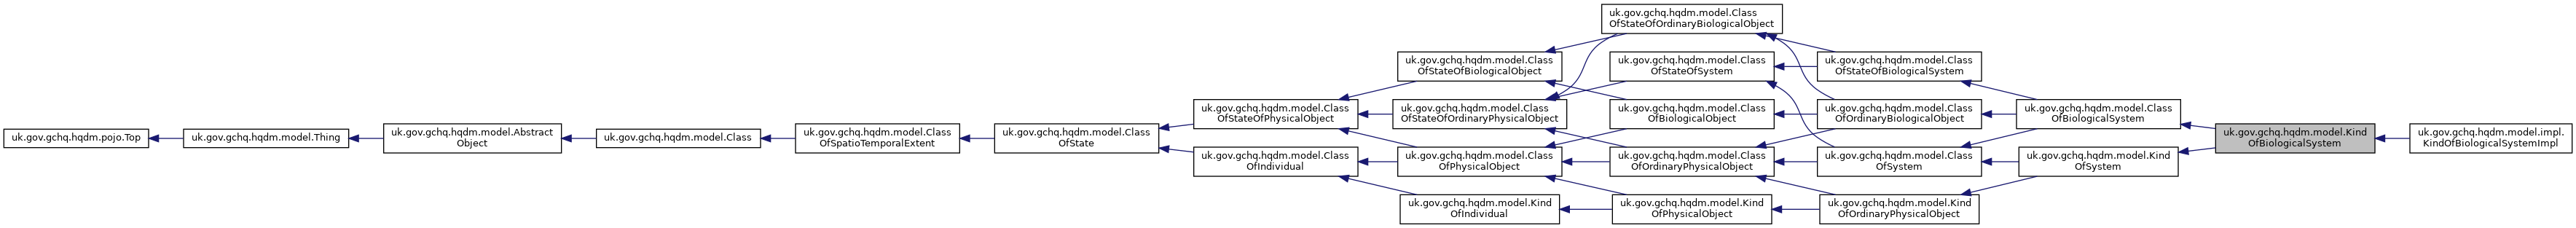 uk.gov.gchq.hqdm.pojo.Top
uk.gov.gchq.hqdm.model.Thing
uk.gov.gchq.hqdm.model.Abstract
Object
uk.gov.gchq.hqdm.model.Class
uk.gov.gchq.hqdm.model.Class
OfSpatioTemporalExtent
uk.gov.gchq.hqdm.model.Class
OfState
uk.gov.gchq.hqdm.model.Class
OfStateOfPhysicalObject
uk.gov.gchq.hqdm.model.Class
OfIndividual
uk.gov.gchq.hqdm.model.Class
OfStateOfBiologicalObject
uk.gov.gchq.hqdm.model.Class
OfStateOfOrdinaryPhysicalObject
uk.gov.gchq.hqdm.model.Class
OfPhysicalObject
uk.gov.gchq.hqdm.model.Kind
OfIndividual
uk.gov.gchq.hqdm.model.Class
OfStateOfOrdinaryBiologicalObject
uk.gov.gchq.hqdm.model.Class
OfStateOfSystem
uk.gov.gchq.hqdm.model.Class
OfBiologicalObject
uk.gov.gchq.hqdm.model.Class
OfOrdinaryPhysicalObject
uk.gov.gchq.hqdm.model.Kind
OfPhysicalObject
uk.gov.gchq.hqdm.model.Class
OfStateOfBiologicalSystem
uk.gov.gchq.hqdm.model.Class
OfOrdinaryBiologicalObject
uk.gov.gchq.hqdm.model.Class
OfSystem
uk.gov.gchq.hqdm.model.Kind
OfOrdinaryPhysicalObject
uk.gov.gchq.hqdm.model.Class
OfBiologicalSystem
uk.gov.gchq.hqdm.model.Kind
OfSystem
uk.gov.gchq.hqdm.model.Kind
OfBiologicalSystem
uk.gov.gchq.hqdm.model.impl.
KindOfBiologicalSystemImpl